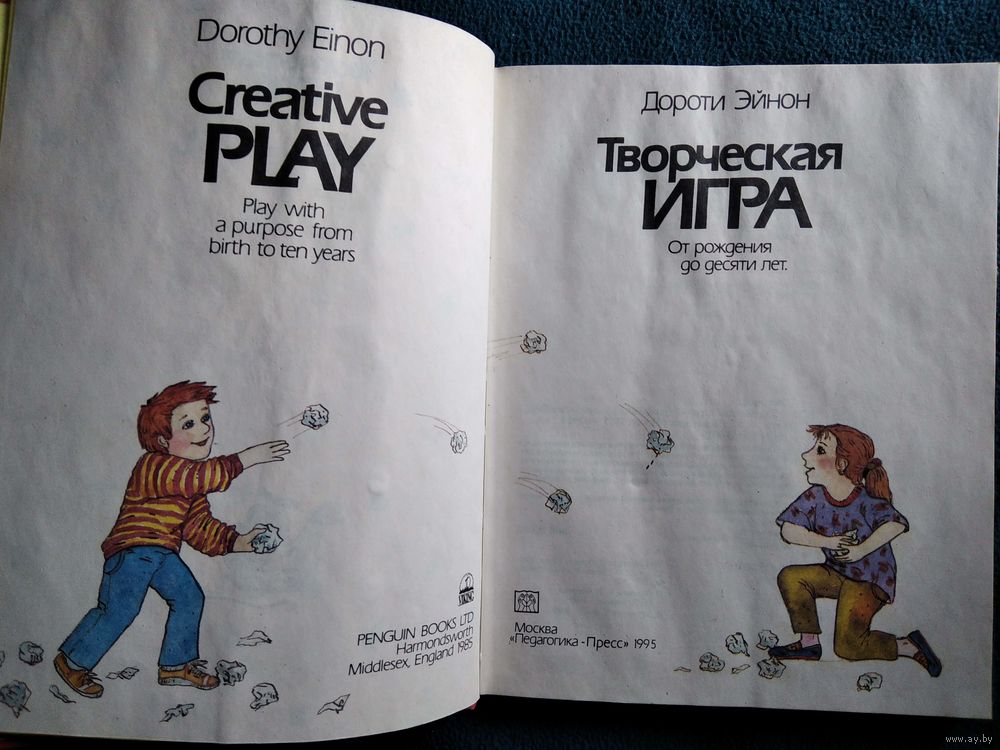 Dorothy Einon
Creative
PLAY
Play with
a purpose from
birth to ten years
VIKING
PENGUIN BOOKS LTD
Harmondsworth
Middlesex, England 1985
Дороти Эйнон
Творческая
ИГРА
От рождения
до десяти лет.
Москва
«Педагогика-Пресс» 1995
www.ay.by